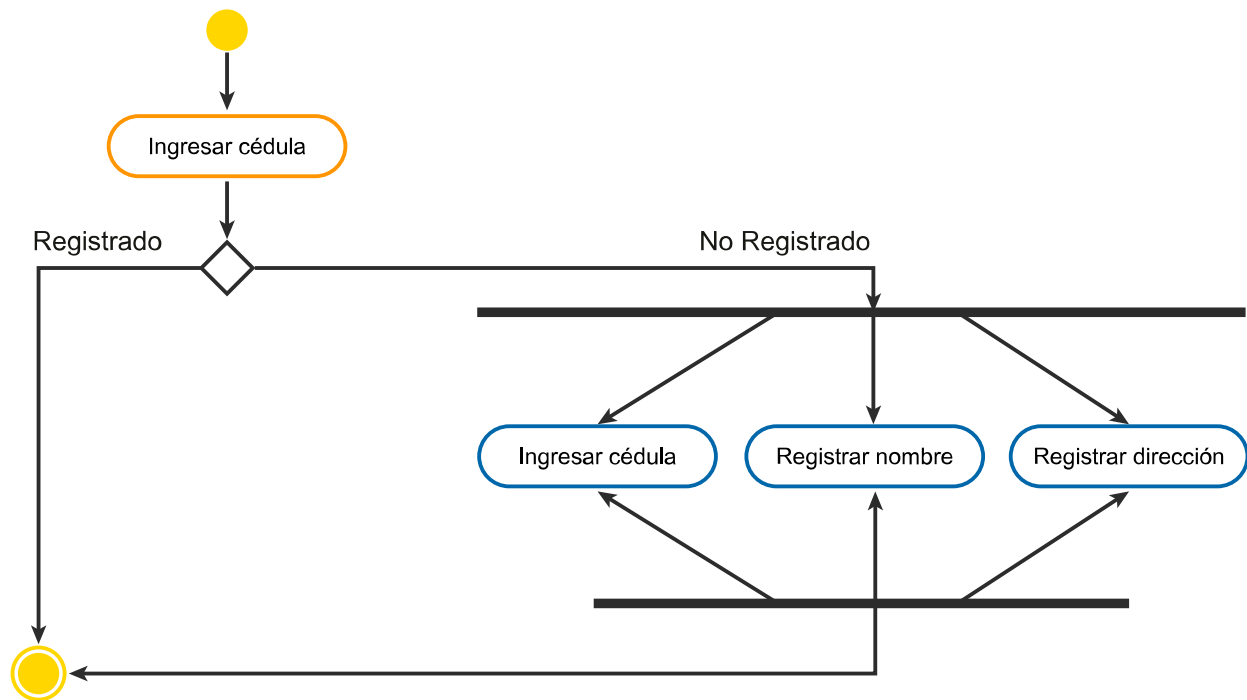 Ingresar cédula
Registrado
No Registrado
Ingresar cédula
Registrar nombre
Registrar dirección